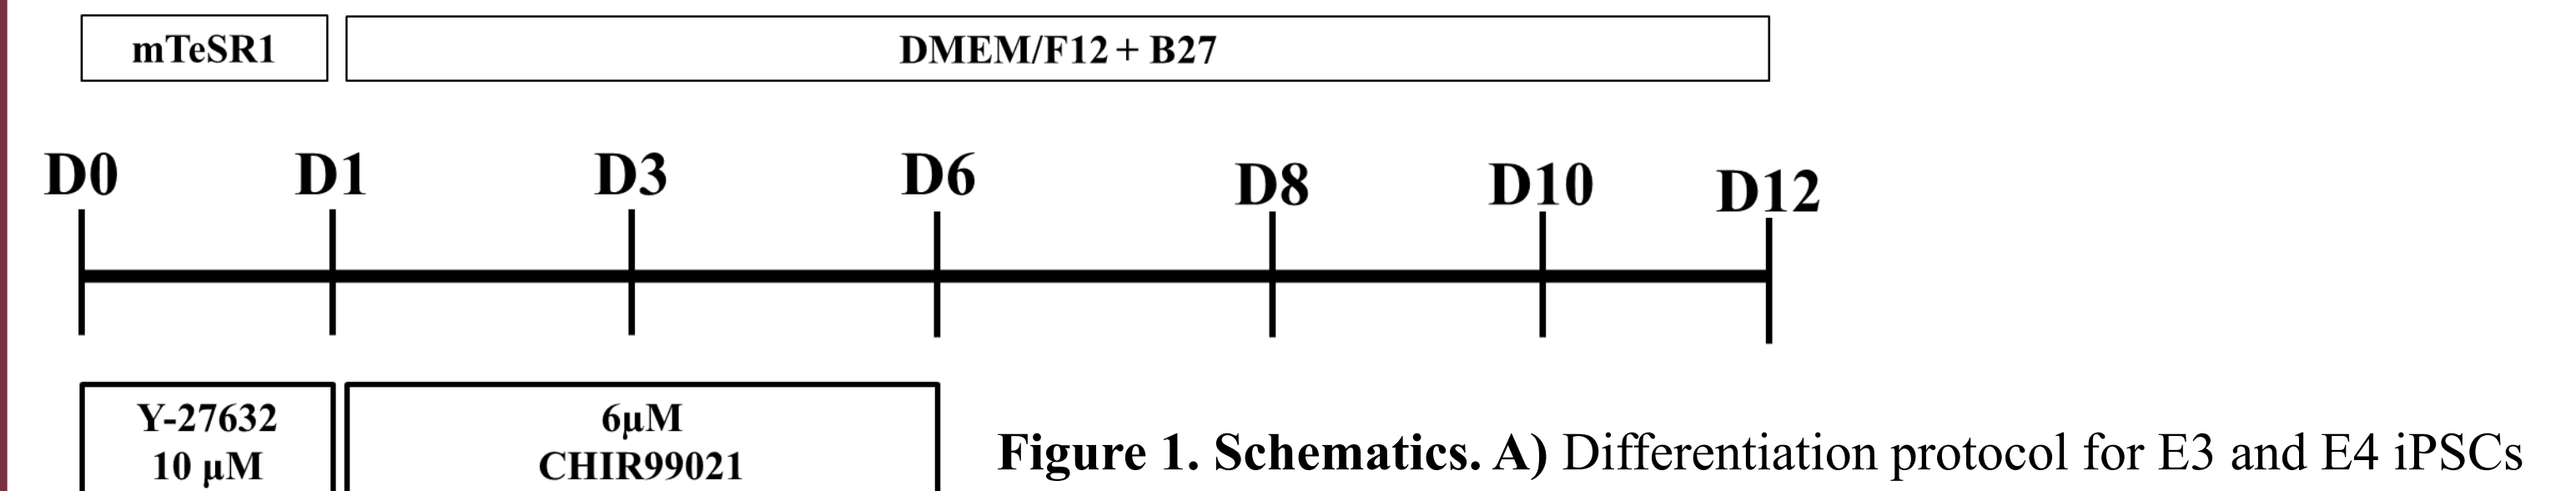 mTeSR1 DMEM/F12 + B27
D0 D1 D3 D6 D8 D10 D12
Y-27632
10 μM
6μM
CHIR99021
Figure 1. Schematics. A) Differentiation protocol for E3 and E4 iPSCs